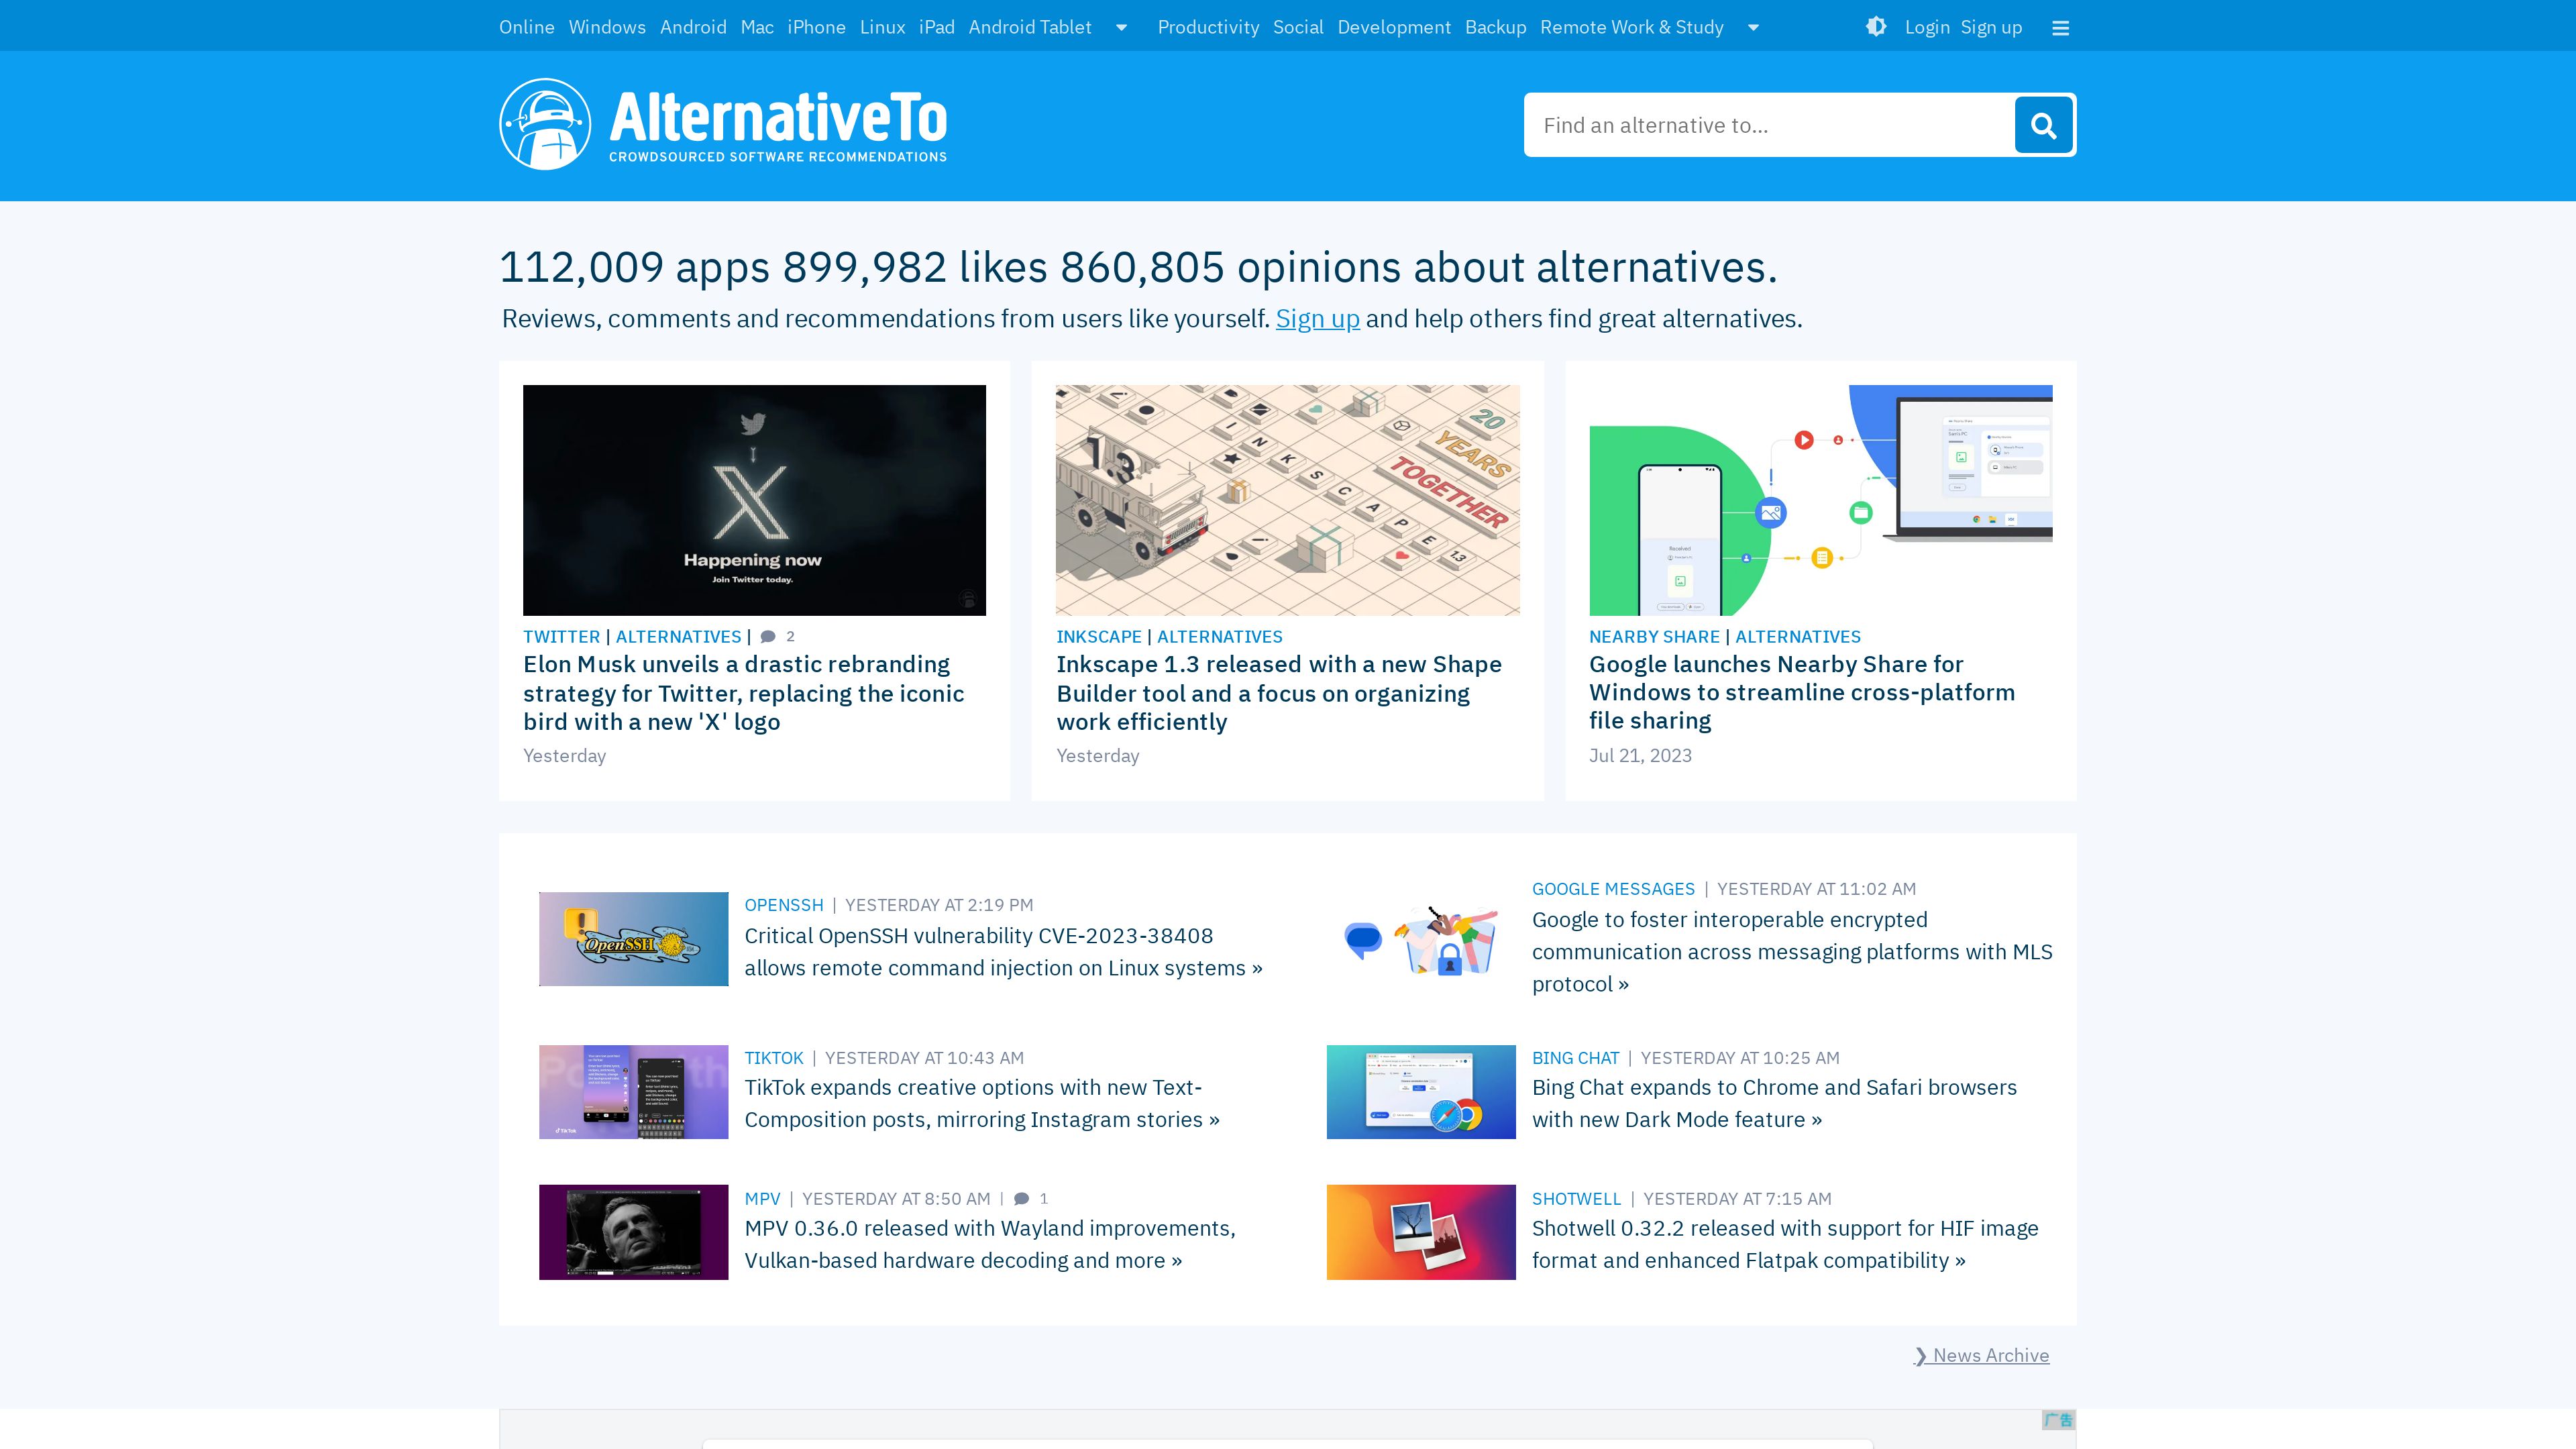 Online Windows Android Mac iPhone Linux iPad Android Tablet Productivity Social Development Backup Remote Work & Study Login Sign up
AlternativeTo
CROWDSOURCED SOFTWARE RECOMMENDATIONS
Find an alternative to...
112,009 apps 899,982 likes 860,805 opinions about alternatives.
Reviews, comments and recommendations from users like yourself. Sign up and help others find great alternatives.
Happening now
Join Twitter today.
TWITTER | ALTERNATIVES | 2
Elon Musk unveils a drastic rebranding
strategy for Twitter, replacing the iconic
bird with a new 'X' logo
Yesterday
1.3
INKSCAPE 1.3
20
YEARS
TOGETHER
INKSCAPE | ALTERNATIVES
Inkscape 1.3 released with a new Shape
Builder tool and a focus on organizing
work efficiently
Yesterday
Received
NEARBY SHARE | ALTERNATIVES
Google launches Nearby Share for
Windows to streamline cross-platform
file sharing
Jul 21, 2023
OpenSSH
OPENSSH | YESTERDAY AT 2:19 PM
Critical OpenSSH vulnerability CVE-2023-38408
allows remote command injection on Linux systems »
GOOGLE MESSAGES | YESTERDAY AT 11:02 AM
Google to foster interoperable encrypted
communication across messaging platforms with MLS
protocol »
TikTok
TIKTOK | YESTERDAY AT 10:43 AM
TikTok expands creative options with new Text-
Composition posts, mirroring Instagram stories »
BING CHAT | YESTERDAY AT 10:25 AM
Bing Chat expands to Chrome and Safari browsers
with new Dark Mode feature »
MPV | YESTERDAY AT 8:50 AM | 1
MPV 0.36.0 released with Wayland improvements,
Vulkan-based hardware decoding and more »
SHOTWELL | YESTERDAY AT 7:15 AM
Shotwell 0.32.2 released with support for HIF image
format and enhanced Flatpak compatibility »
❯ News Archive
广告